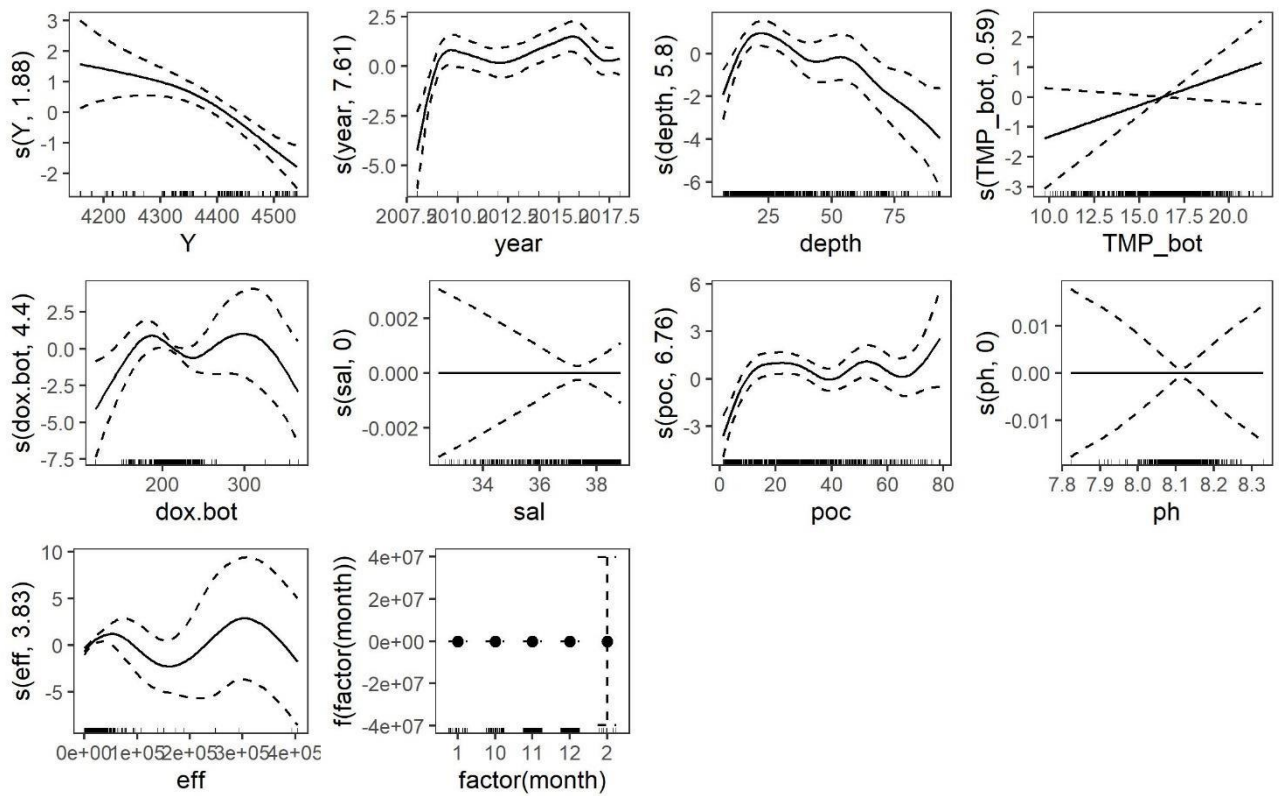 s(Y, 1.88)
3
2
1
0
-1
-2
4200 4300 4400 4500
Y
s(year, 7.61)
2.5
0.0
-2.5
-5.0
2007.5 2010.0 2012.5 2015.0 2017.5
year
s(depth, 5.8)
0
-2
-4
-6
25 50 75
depth
s(TMP_bot, 0.59)
2
1
0
-1
-2
-3
10.0 12.5 15.0 17.5 20.0
TMP_bot
s(dox.bot, 4.4)
2.5
0.0
-2.5
-5.0
-7.5
200 300
dox.bot
s(sal, 0)
0.002
0.000
-0.002
34 36 38
sal
s(poc, 6.76)
6
3
0
-3
0 20 40 60 80
poc
s(ph, 0)
0.01
0.00
-0.01
7.8 7.9 8.0 8.1 8.2 8.3
ph
s(eff, 3.83)
10
5
0
-5
0e+00 1e+05 2e+05 3e+05 4e+05
eff
f(factor(month))
4e+07
2e+07
0e+00
-2e+07
-4e+07
1 10 11 12 2
factor(month)